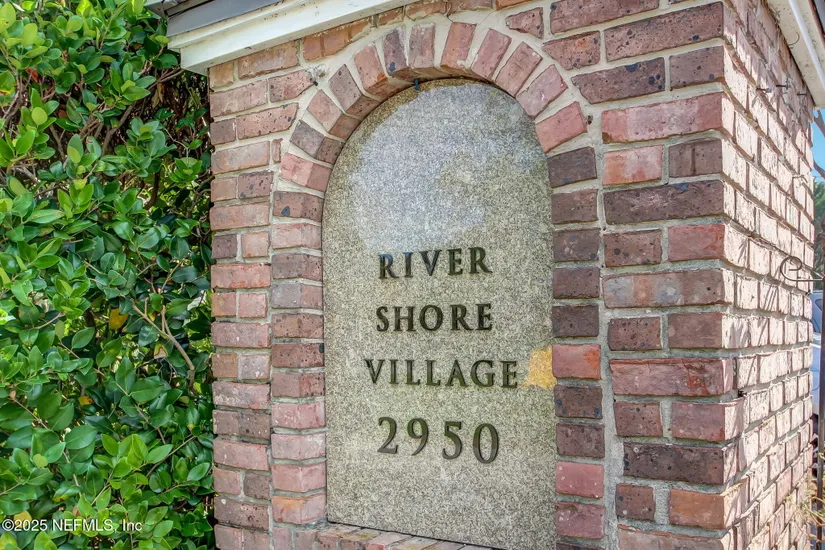 RIVER
SHORE
VILLAGE
2950
©2025 NEFMLS, Inc